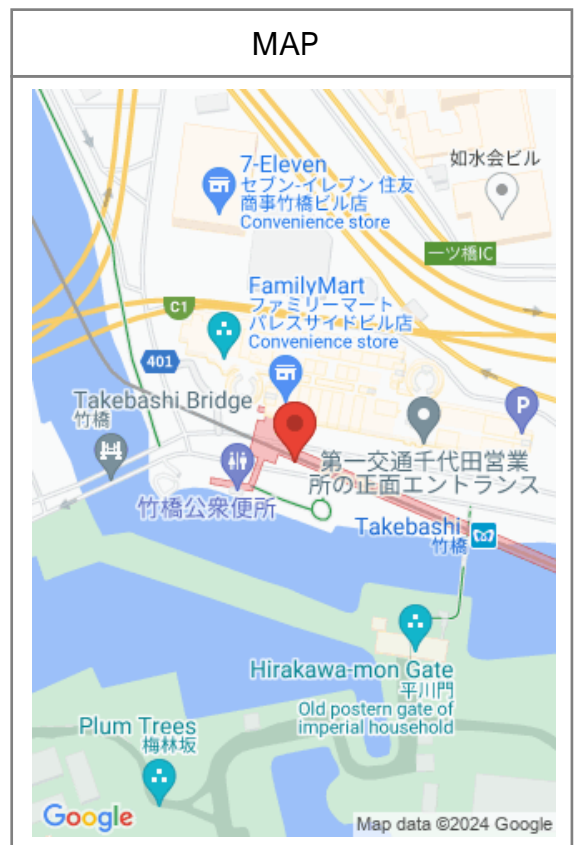 MAP
7-Eleven
セブン-イレブン 住友
商事竹橋ビル店
Convenience store
如水会ビル
一ツ橋IC
FamilyMart
ファミリーマート
パレスサイドビル店
Convenience store
C1
401
P
Takebashi Bridge
竹橋
第一交通千代田営業
所の正面エントランス
竹橋公衆便所
Takebashi
竹橋
Hirakawa-mon Gate
平川門
Old postern gate of
imperial household
Plum Trees
梅林坂
Google
Map data ©2024 Google